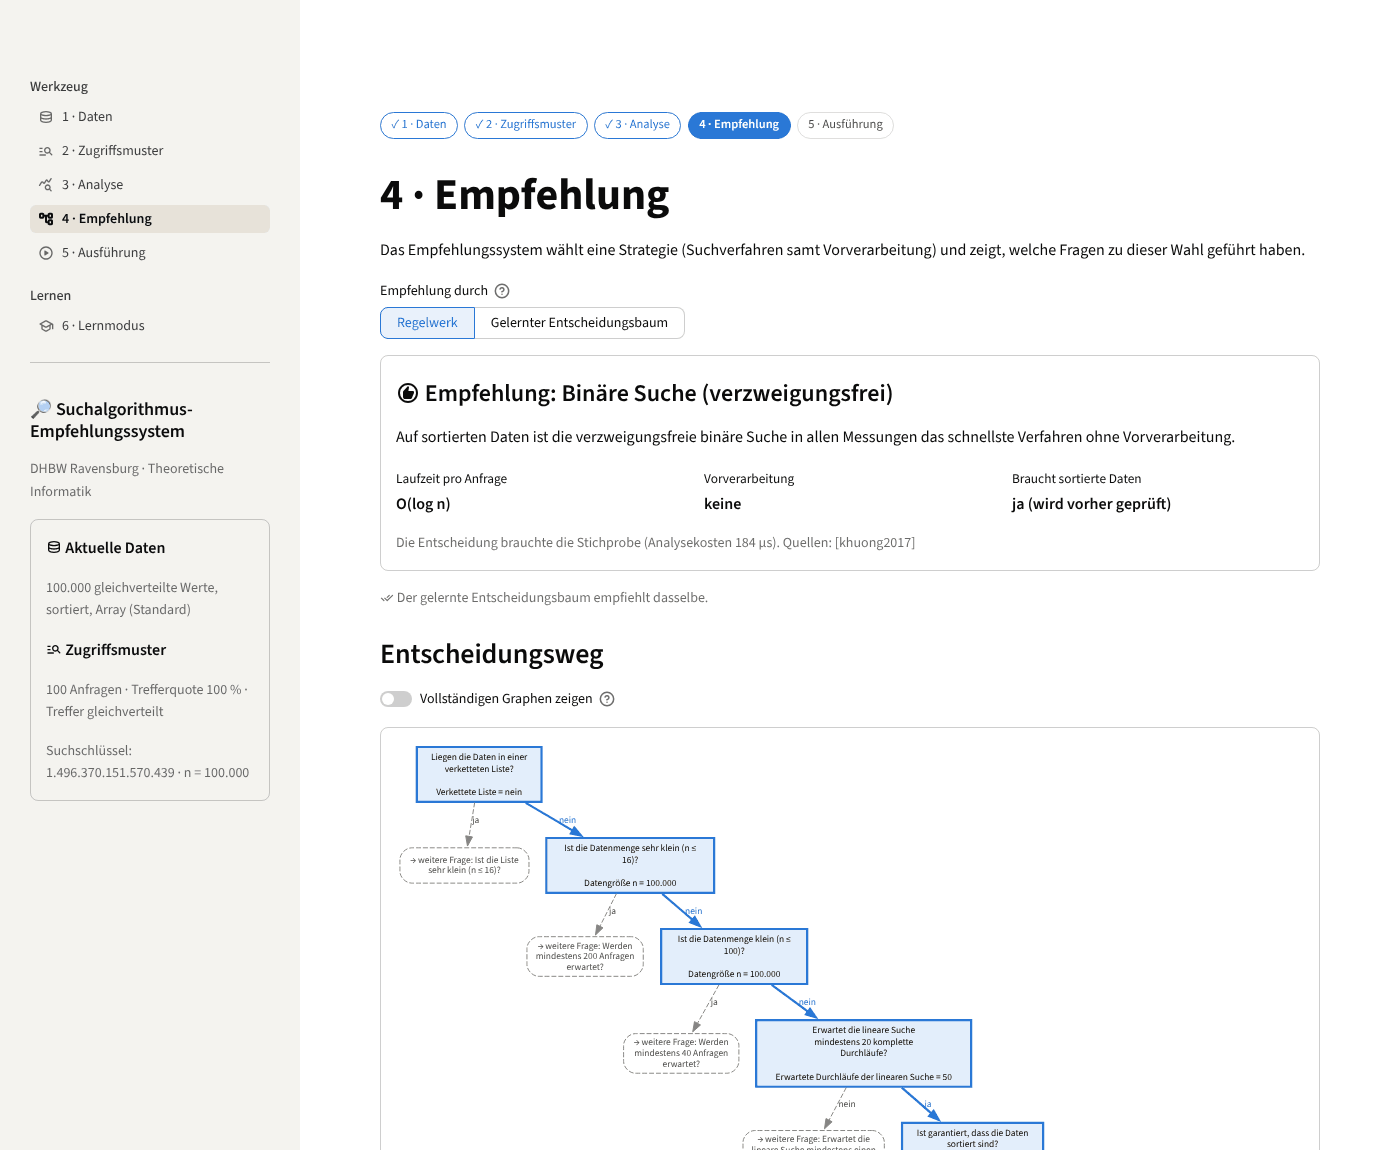 Werkzeug
1 · Daten
2 · Zugriffsmuster
3 · Analyse
4 · Empfehlung
5 · Ausführung
Lernen
6 · Lernmodus
🔎 Suchalgorithmus-
Empfehlungssystem
DHBW Ravensburg · Theoretische
Informatik
Aktuelle Daten
100.000 gleichverteilte Werte,
sortiert, Array (Standard)
Zugriffsmuster
100 Anfragen · Trefferquote 100 % ·
Treffer gleichverteilt
Suchschlüssel:
1.496.370.151.570.439 · n = 100.000
✓ 1 · Daten
✓ 2 · Zugriffsmuster
✓ 3 · Analyse
4 · Empfehlung
5 · Ausführung
4 · Empfehlung
Das Empfehlungssystem wählt eine Strategie (Suchverfahren samt Vorverarbeitung) und zeigt, welche Fragen zu dieser Wahl geführt haben.
Empfehlung durch
Regelwerk
Gelernter Entscheidungsbaum
Empfehlung: Binäre Suche (verzweigungsfrei)
Auf sortierten Daten ist die verzweigungsfreie binäre Suche in allen Messungen das schnellste Verfahren ohne Vorverarbeitung.
Laufzeit pro Anfrage
O(log n)
Vorverarbeitung
keine
Braucht sortierte Daten
ja (wird vorher geprüft)
Die Entscheidung brauchte die Stichprobe (Analysekosten 184 µs). Quellen: [khuong2017]
Der gelernte Entscheidungsbaum empfiehlt dasselbe.
Entscheidungsweg
Vollständigen Graphen zeigen
Liegen die Daten in einer
verketteten Liste?
Verkettete Liste = nein
ja
nein
→ weitere Frage: Ist die Liste
sehr klein (n ≤ 16)?
Ist die Datenmenge sehr klein (n ≤
16)?
Datengröße n = 100.000
ja
nein
→ weitere Frage: Werden
mindestens 200 Anfragen
erwartet?
Ist die Datenmenge klein (n ≤
100)?
Datengröße n = 100.000
ja
nein
→ weitere Frage: Werden
mindestens 40 Anfragen
erwartet?
Erwartet die lineare Suche
mindestens 20 komplette
Durchläufe?
Erwartete Durchläufe der linearen Suche = 50
nein
ja
→ weitere Frage: Erwartet die
lineare Suche mindestens einen
Ist garantiert, dass die Daten
sortiert sind?